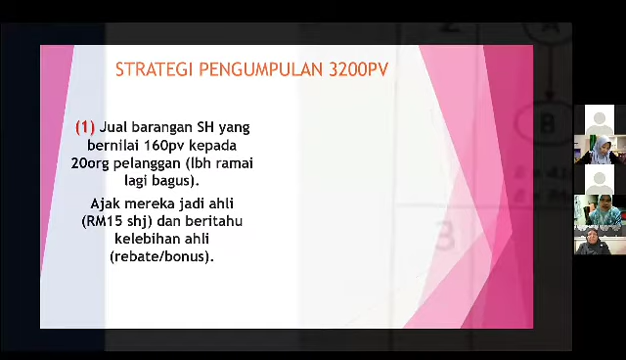 STRATEGI PENGUMPULAN 3200PV
(1) Jual barangan SH yang
bernilai 160pv kepada
20org pelanggan (lbh ramai
lagi bagus).
Ajak mereka jadi ahli
(RM15 shj) dan beritahu
kelebihan ahli
(rebate/bonus).
3
B